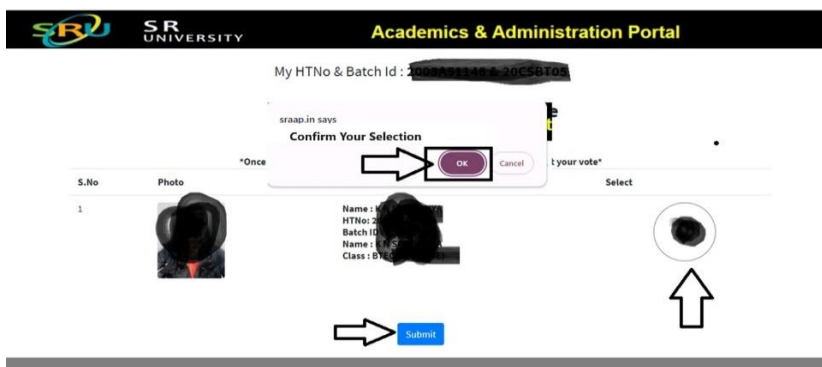 SRU
SR
UNIVERSITY
Academics & Administration Portal
My HTNo & Batch Id :
sraap.in says
Confirm Your Selection
OK
Cancel
*Once
t your vote*
S.No
Photo
Select
1
Name :
HTNo:
Batch ID
Name :
Class :
Submit